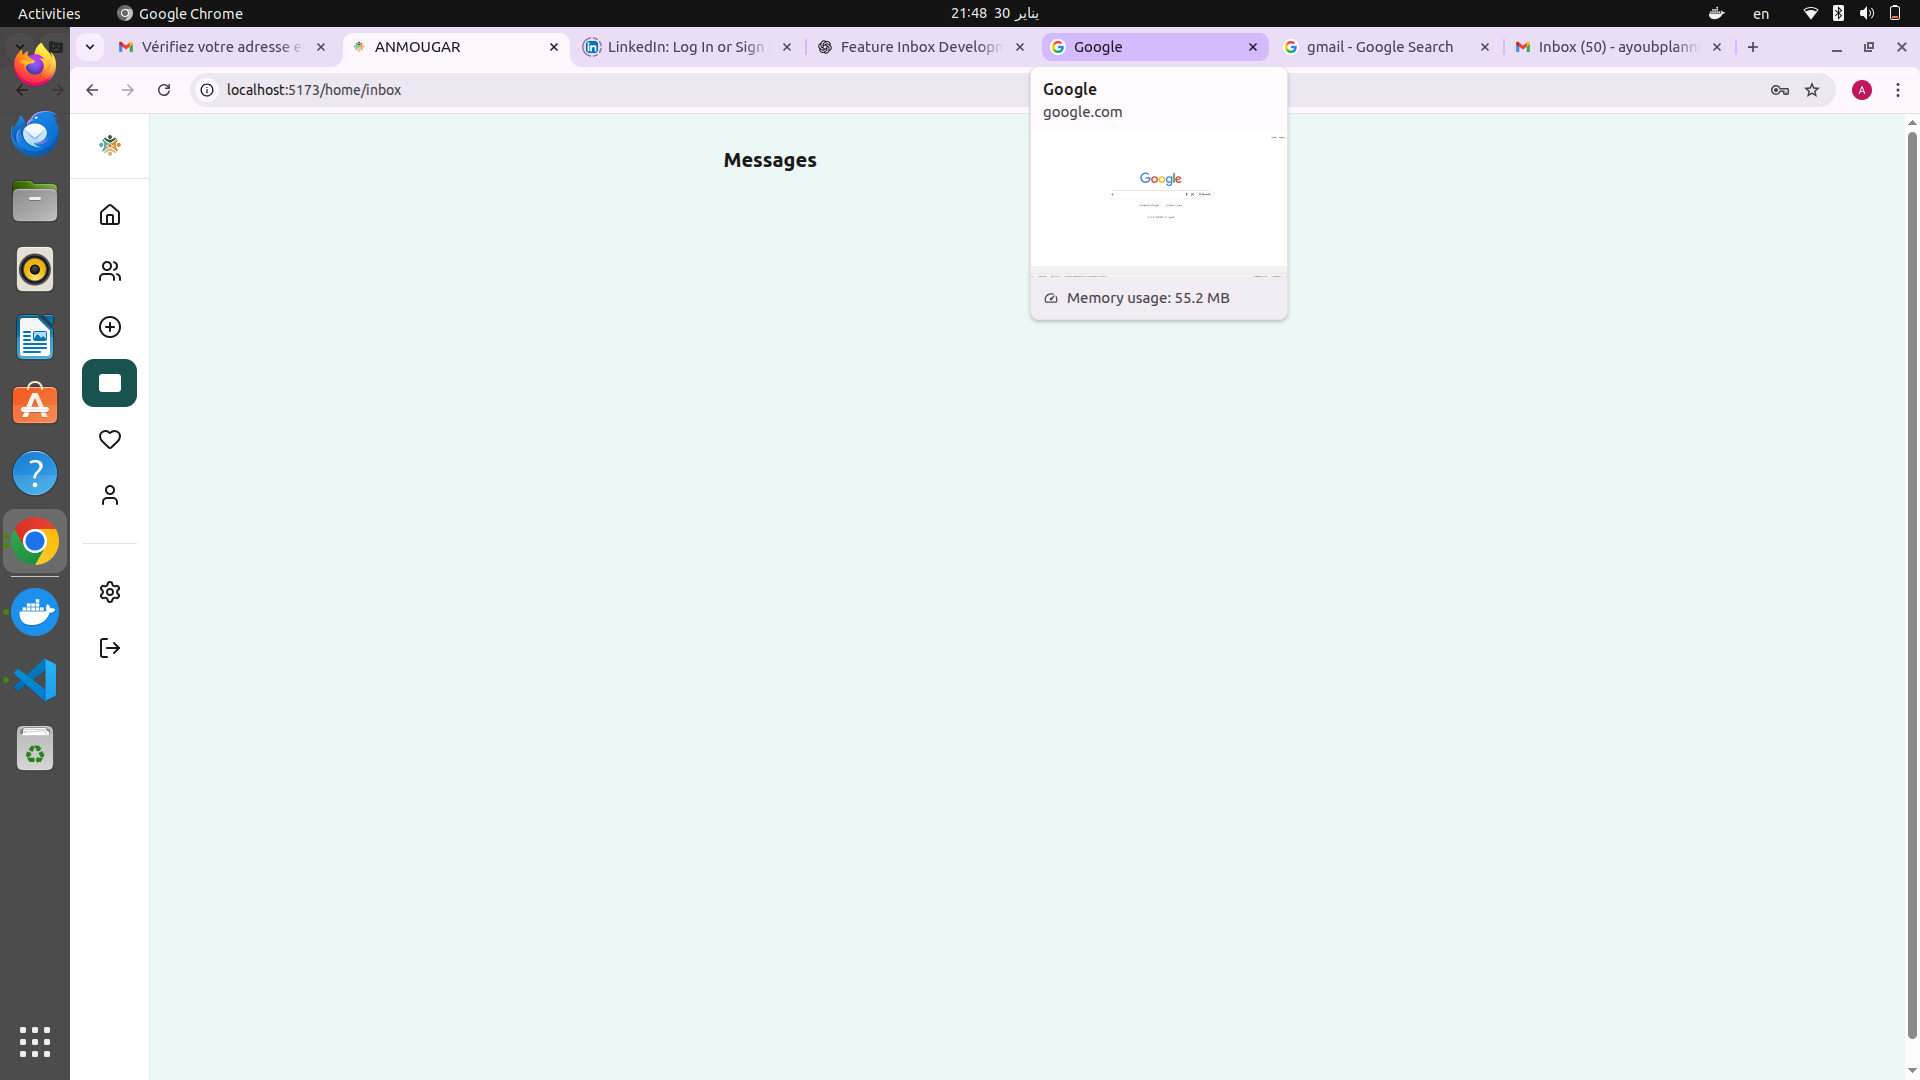 Activities
Google Chrome
21:48 30 يناير
en
Vérifiez votre adresse e
ANMOUGAR
LinkedIn: Log In or Sign
Feature Inbox Developm
Google
gmail - Google Search
Inbox (50) - ayoubplanni
localhost:5173/home/inbox
A
Google
google.com
Messages
Google
Memory usage: 55.2 MB